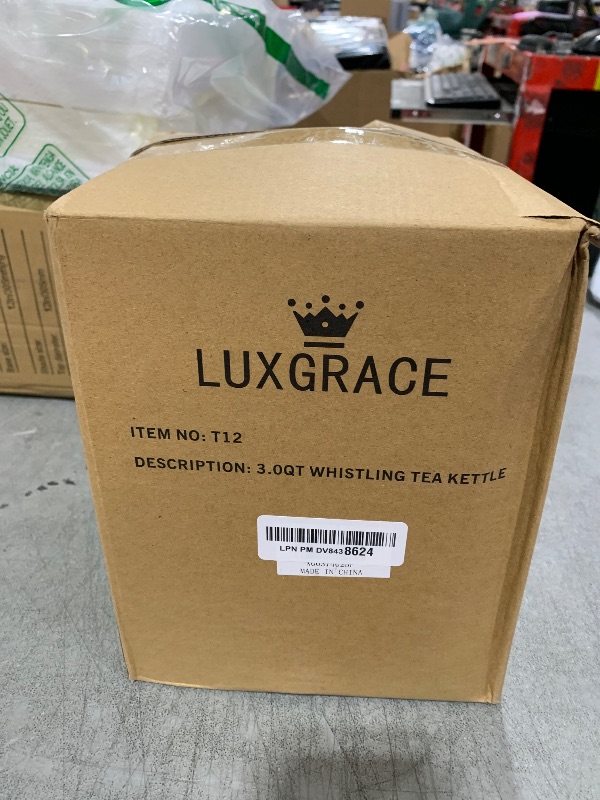 LUXGRACE
ITEM NO: T12
DESCRIPTION: 3.0QT WHISTLING TEA KETTLE
LPN PM DV8438624
MADE IN CHINA